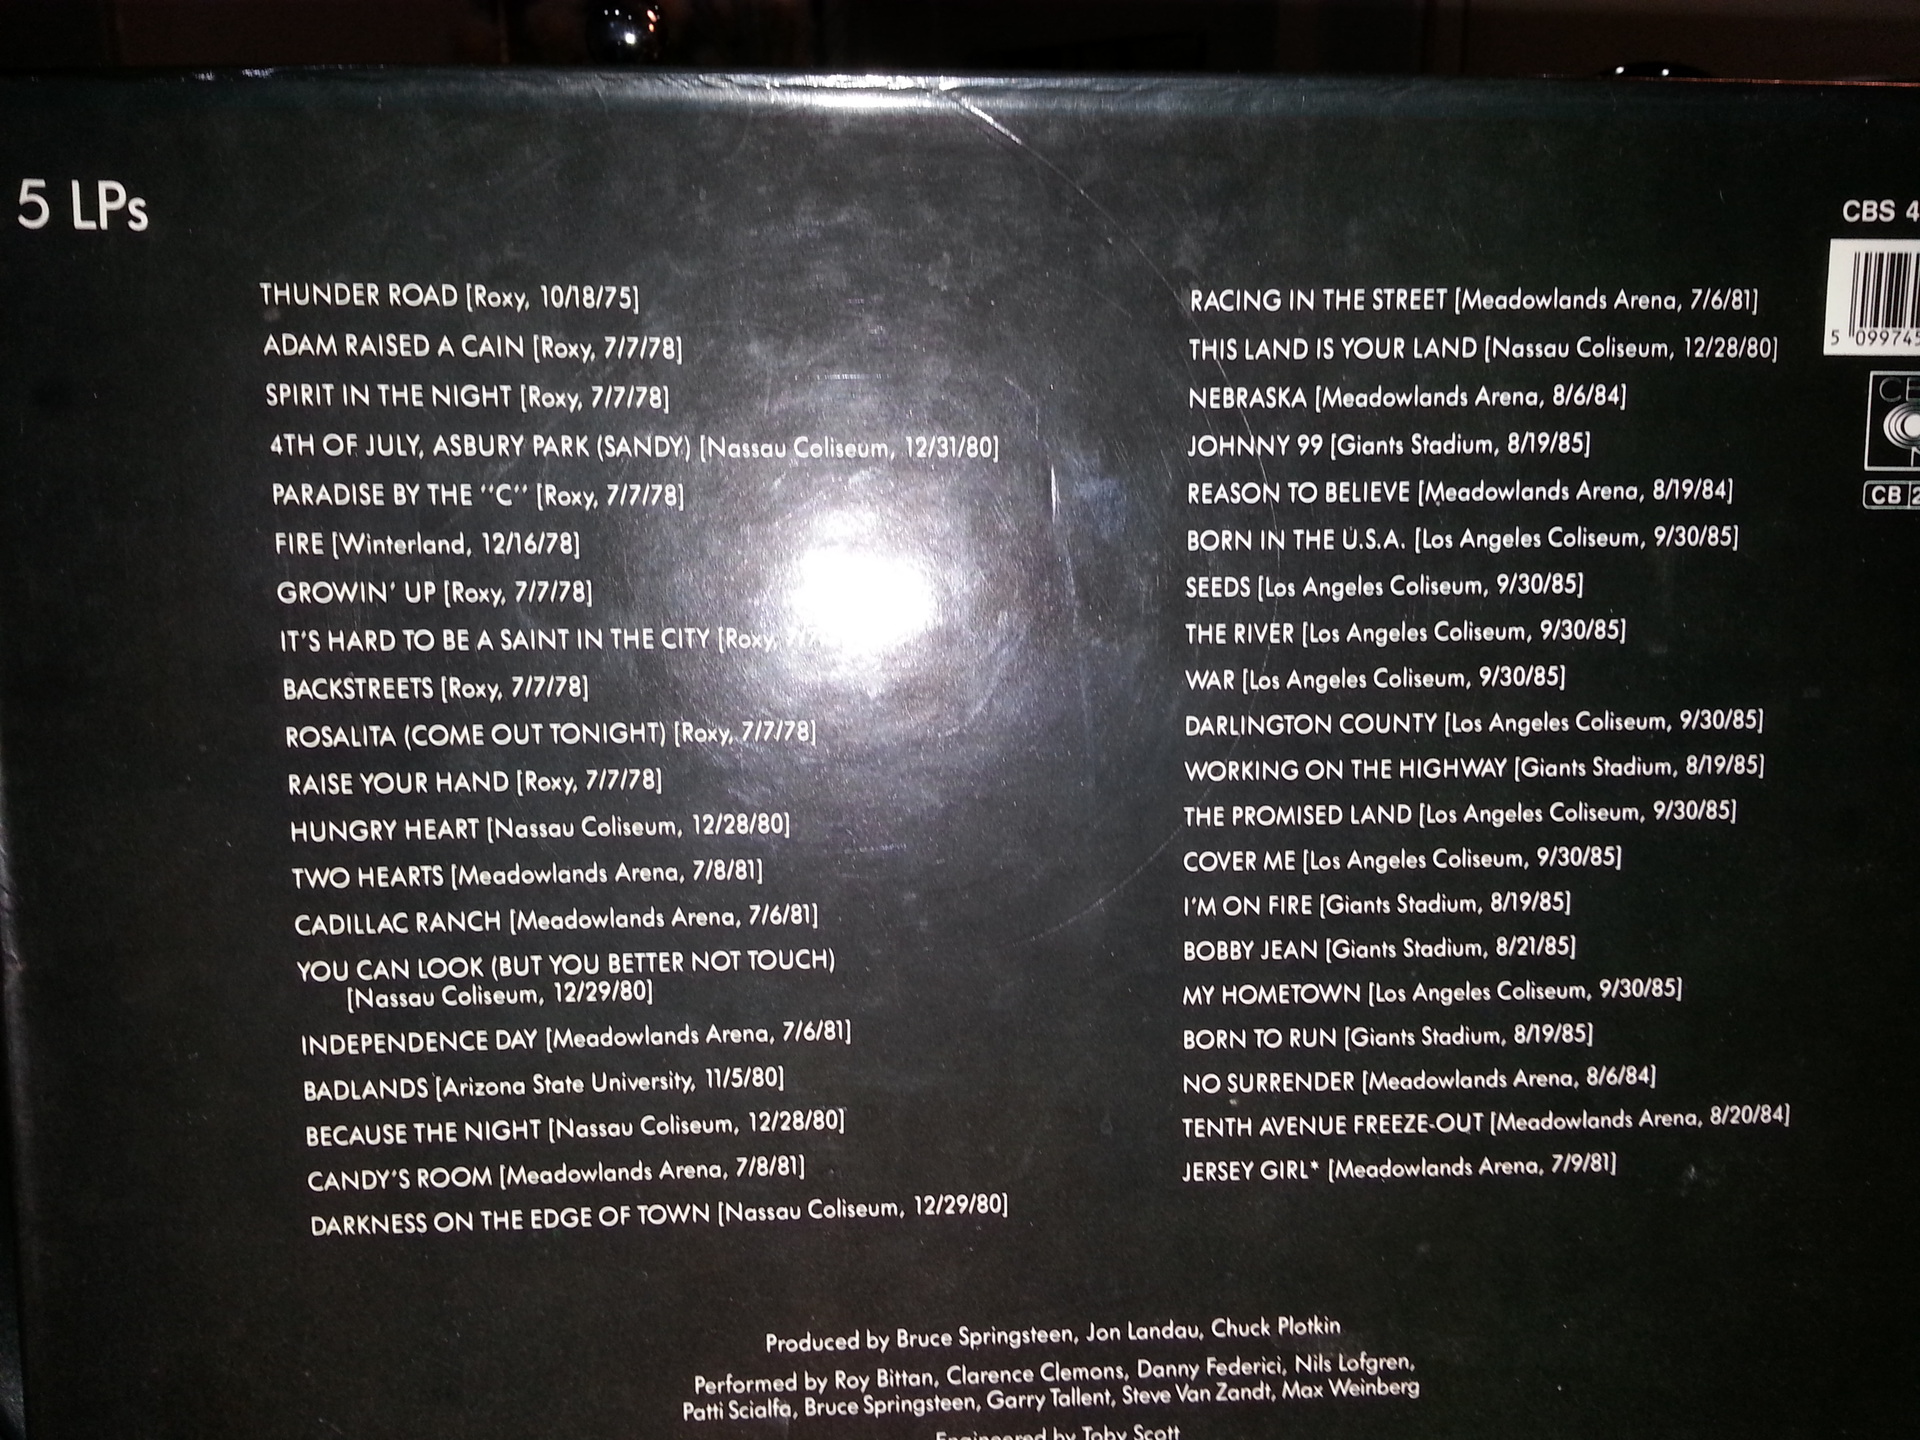 5 LPs
THUNDER ROAD [Roxy, 10/18/75]
ADAM RAISED A CAIN [Roxy, 7/7/78]
SPIRIT IN THE NIGHT [Roxy, 7/7/78]
4TH OF JULY, ASBURY PARK (SANDY) [Nassau Coliseum, 12/31/80]
PARADISE BY THE "C" [Roxy, 7/7/78]
FIRE [Winterland, 12/16/78]
GROWIN' UP [Roxy, 7/7/78]
IT'S HARD TO BE A SAINT IN THE CITY [Roxy,
BACKSTREETS [Roxy, 7/7/78]
ROSALITA (COME OUT TONIGHT) [Roxy, 7/7/78]
RAISE YOUR HAND [Roxy, 7/7/78]
HUNGRY HEART [Nassau Coliseum, 12/28/80]
TWO HEARTS [Meadowlands Arena, 7/8/81]
CADILLAC RANCH [Meadowlands Arena, 7/6/81]
YOU CAN LOOK (BUT YOU BETTER NOT TOUCH)
[Nassau Coliseum, 12/29/80]
INDEPENDENCE DAY [Meadowlands Arena, 7/6/81]
BADLANDS [Arizona State University, 11/5/80]
BECAUSE THE NIGHT [Nassau Coliseum, 12/28/80]
CANDY'S ROOM [Meadowlands Arena, 7/8/81]
DARKNESS ON THE EDGE OF TOWN [Nassau Coliseum, 12/29/80]
RACING IN THE STREET [Meadowlands Arena, 7/6/81]
THIS LAND IS YOUR LAND [Nassau Coliseum, 12/28/80]
NEBRASKA [Meadowlands Arena, 8/6/84]
JOHNNY 99 [Giants Stadium, 8/19/85]
REASON TO BELIEVE [Meadowlands Arena, 8/19/84]
BORN IN THE U.S.A. [Los Angeles Coliseum, 9/30/85]
SEEDS [Los Angeles Coliseum, 9/30/85]
THE RIVER [Los Angeles Coliseum, 9/30/85]
WAR [Los Angeles Coliseum, 9/30/85]
DARLINGTON COUNTY [Los Angeles Coliseum, 9/30/85]
WORKING ON THE HIGHWAY [Giants Stadium, 8/19/85]
THE PROMISED LAND [Los Angeles Coliseum, 9/30/85]
COVER ME [Los Angeles Coliseum, 9/30/85]
I'M ON FIRE [Giants Stadium, 8/19/85]
BOBBY JEAN [Giants Stadium, 8/21/85]
MY HOMETOWN [Los Angeles Coliseum, 9/30/85]
BORN TO RUN [Giants Stadium, 8/19/85]
NO SURRENDER [Meadowlands Arena, 8/6/84]
TENTH AVENUE FREEZE-OUT [Meadowlands Arena, 8/20/84]
JERSEY GIRL* [Meadowlands Arena, 7/9/81]
CBS 4
5 099745
CB 2
Produced by Bruce Springsteen, Jon Landau, Chuck Plotkin
Performed by Roy Bittan, Clarence Clemons, Danny Federici, Nils Lofgren,
Patti Scialfa, Bruce Springsteen, Garry Tallent, Steve Van Zandt, Max Weinberg
Engineered by Toby Scott